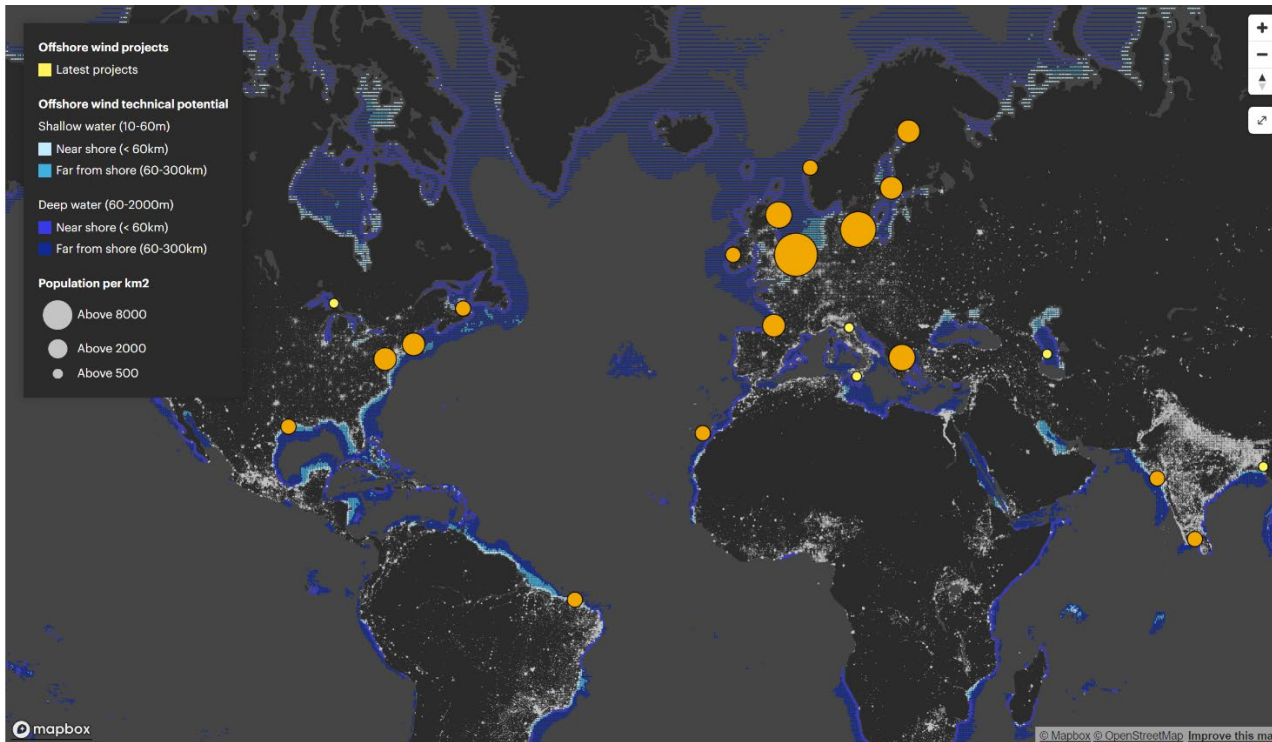 Offshore wind projects
Latest projects
Offshore wind technical potential
Shallow water (10-60m)
Near shore (< 60km)
Far from shore (60-300km)
Deep water (60-2000m)
Near shore (< 60km)
Far from shore (60-300km)
Population per km2
Above 8000
Above 2000
Above 500
mapbox
© Mapbox © OpenStreetMap Improve this ma